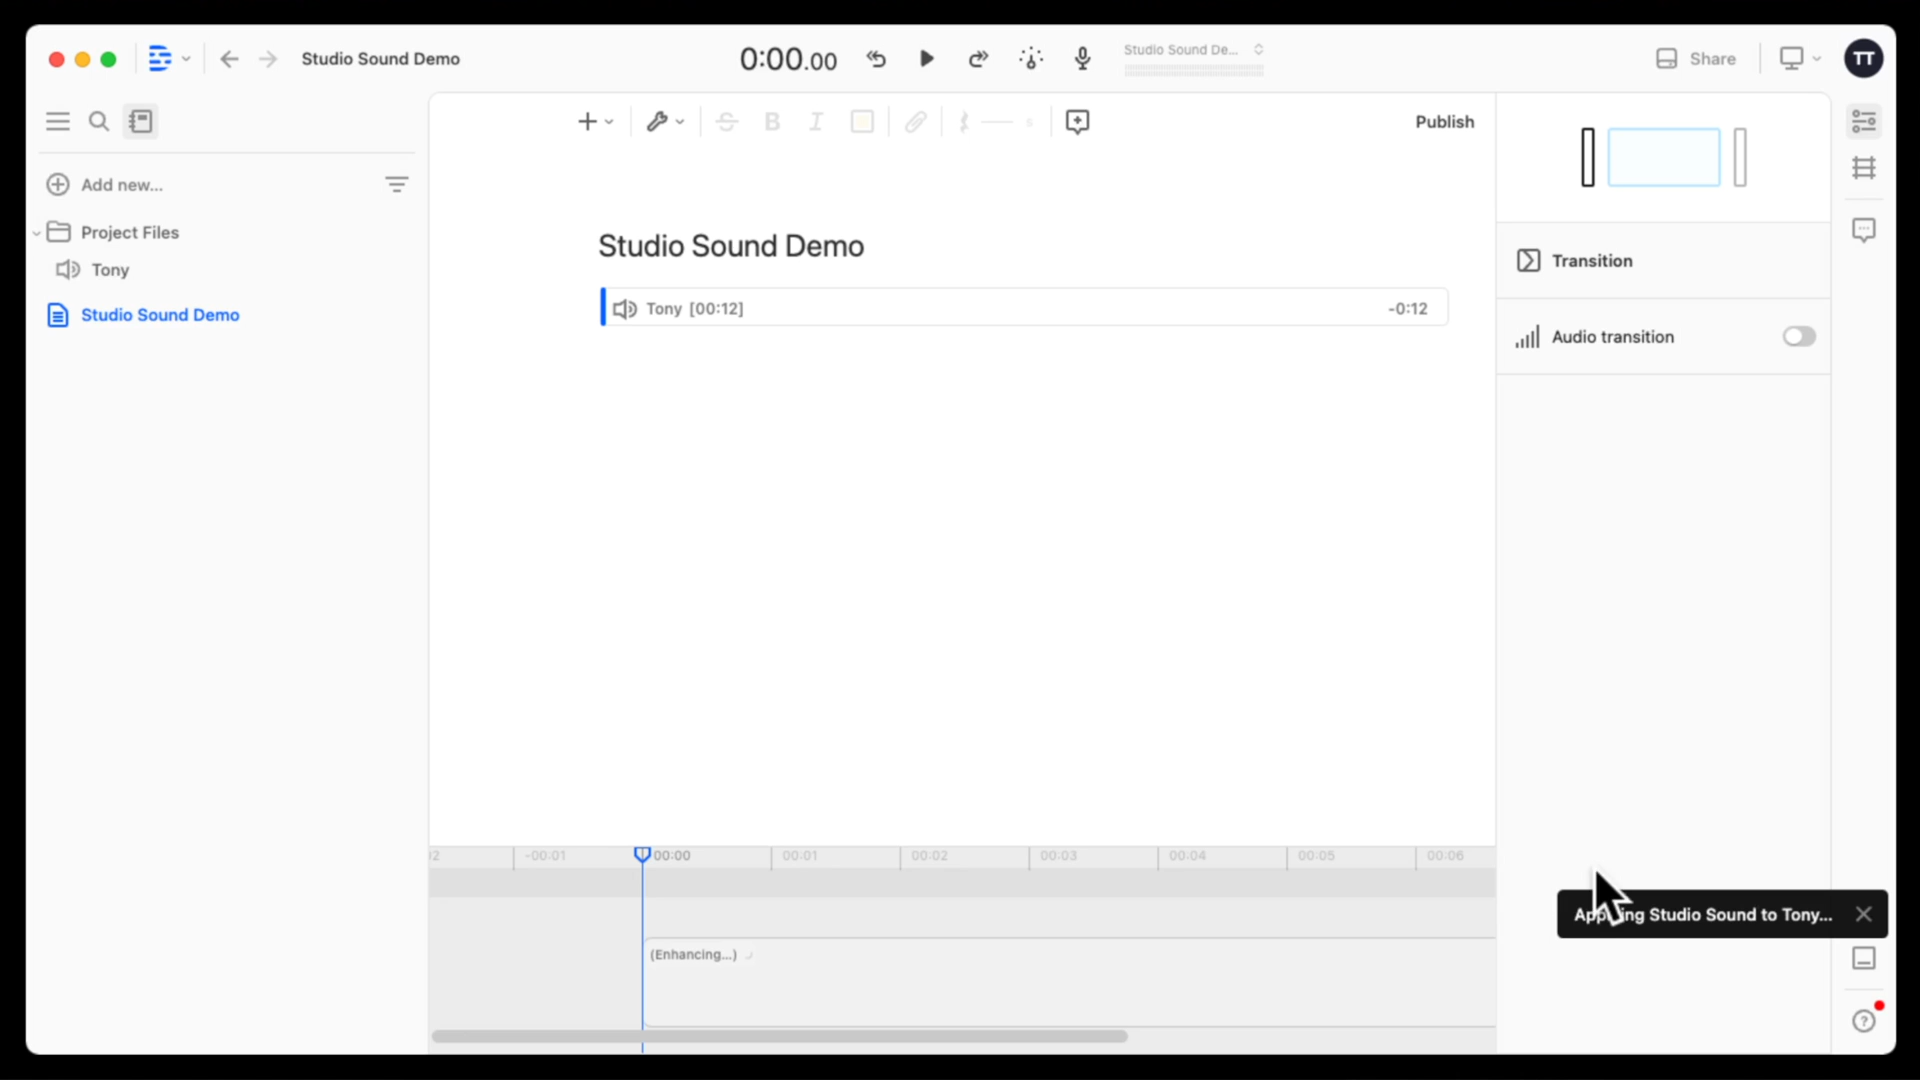 Studio Sound Demo
0:00.00
Studio Sound De...
Share
TT
Publish
Add new...
Project Files
Tony
Studio Sound Demo
Studio Sound Demo
Tony [00:12]
-0:12
Transition
Audio transition
B I
s
-00:01 00:00 00:01 00:02 00:03 00:04 00:05 00:06
(Enhancing...)
Studio Sound to Tony...